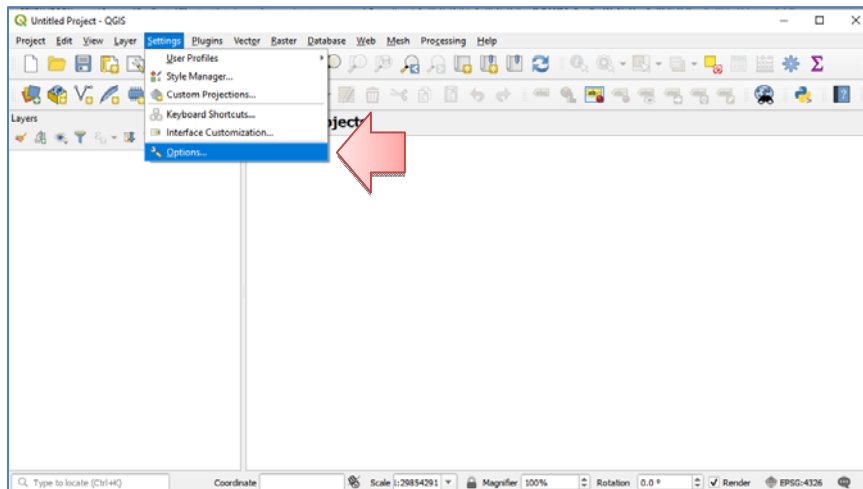 Untitled Project - QGIS
Project Edit View Layer Settings Plugins Vector Raster Database Web Mesh Processing Help
User Profiles
Style Manager...
Custom Projections...
Keyboard Shortcuts...
Interface Customization...
Options...
Layers
Type to locate (Ctrl+K) Coordinate Scale 1:29854291 Magnifier 100% Rotation 0.0 ° Render EPSG:4326